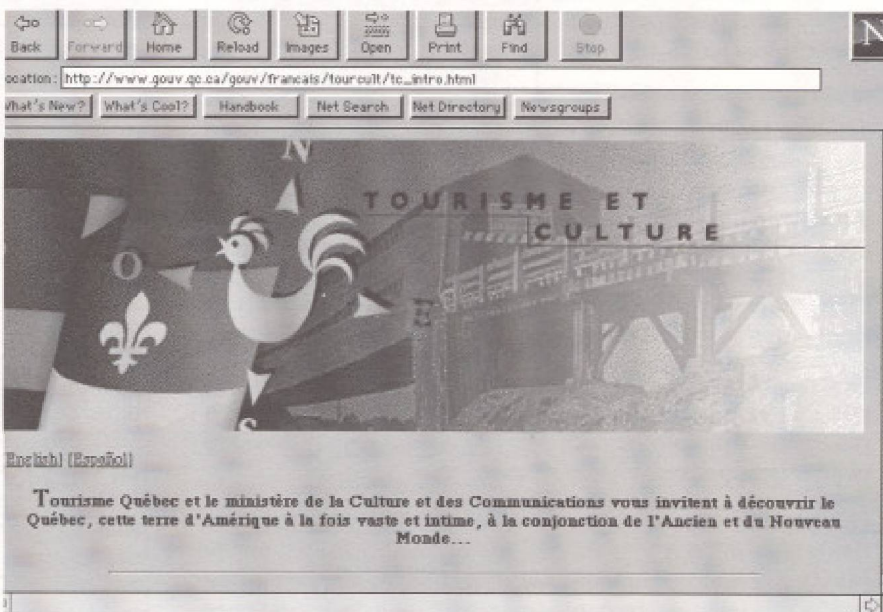 Back Forward Home Reload Images Open Print Find Stop
N
ocation: http://www.gouv.qc.ca/gouv/francais/tourcult/tc_intro.html
What's New? What's Cool? Handbook Net Search Net Directory Newsgroups
N
TOURISME ET
CULTURE
O
E
S
[English] [Español]
Tourisme Québec et le ministère de la Culture et des Communications vous invitent à découvrir le
Québec, cette terre d'Amérique à la fois vaste et intime, à la conjonction de l'Ancien et du Nouveau
Monde...